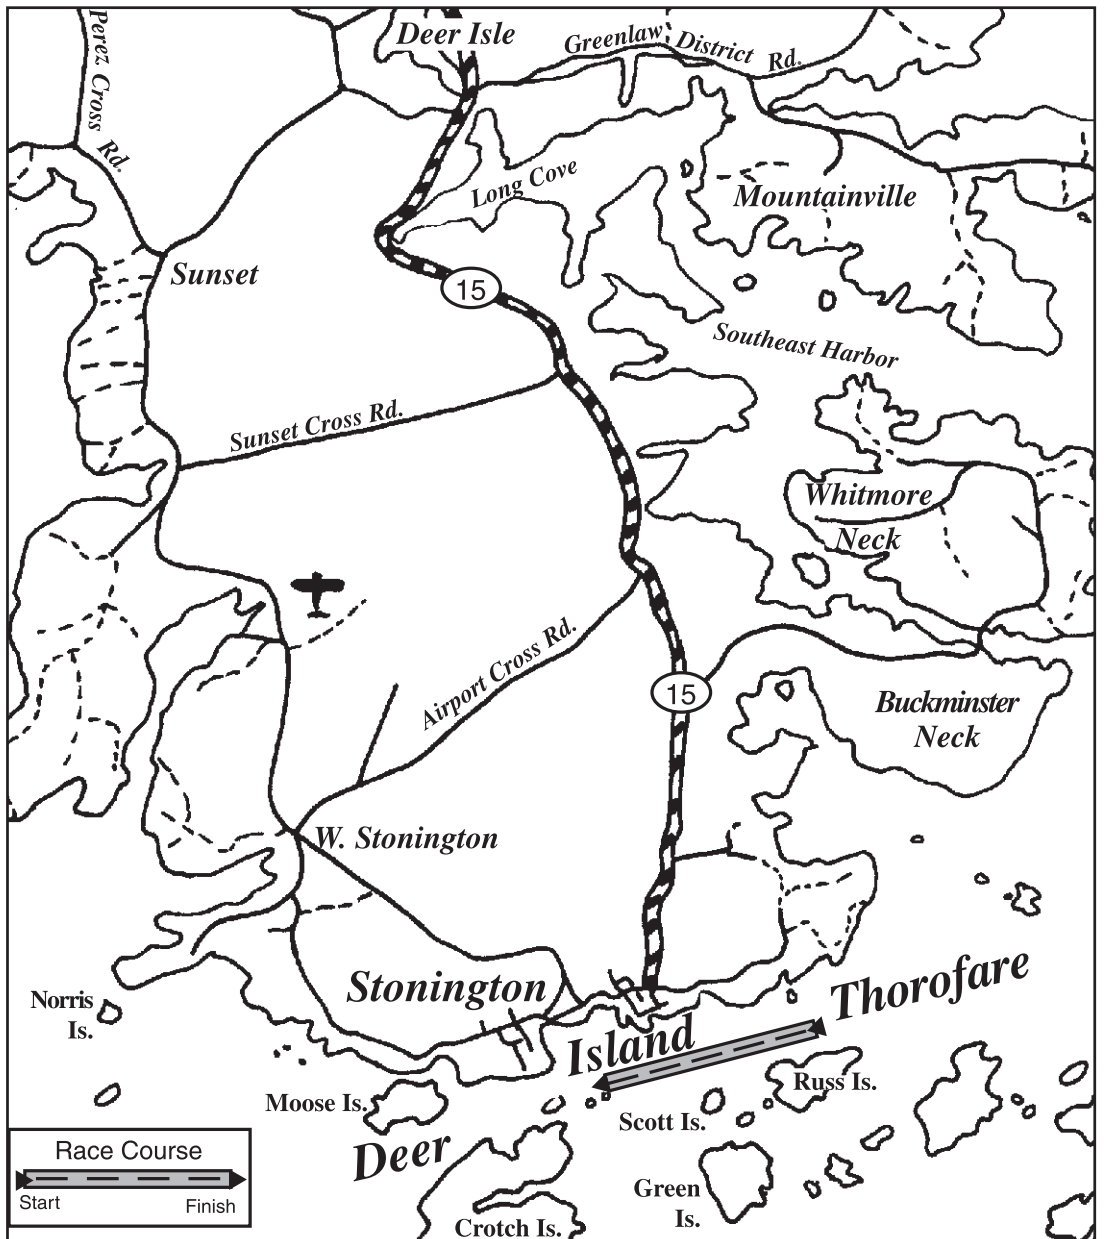 Deer Isle
Greenlaw District Rd.
Perez Cross Rd.
Long Cove
Mountainville
Sunset
15
Southeast Harbor
Sunset Cross Rd.
Whitmore
Neck
Airport Cross Rd.
15
Buckminster
Neck
W. Stonington
Stonington
Norris
Is.
Deer Island Thorofare
Moose Is.
Scott Is.
Russ Is.
Green
Is.
Crotch Is.
Race Course
Start
Finish